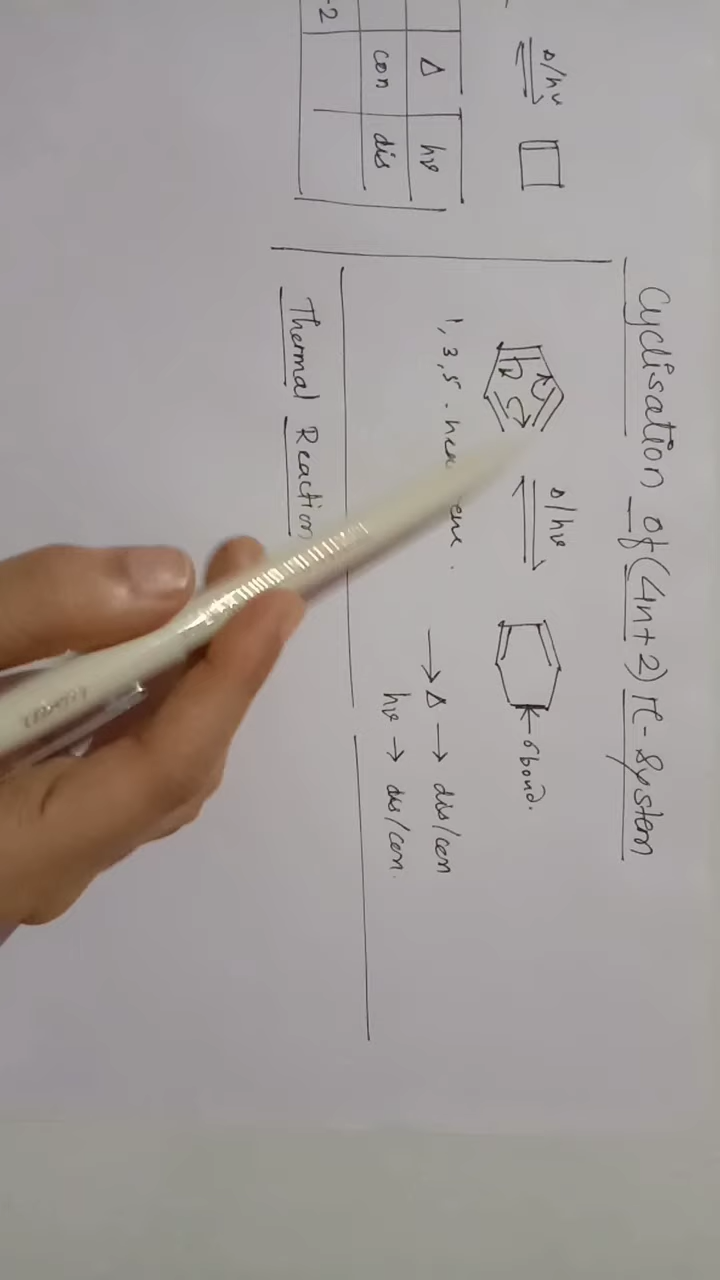 Cyclisation of (4n+2) π-System
Δ/hν
Δ/hν
σ bond.
1, 3, 5 -
→ Δ → dis/con
hν → dis/con.
Thermal Reaction
Δ hν
con dis